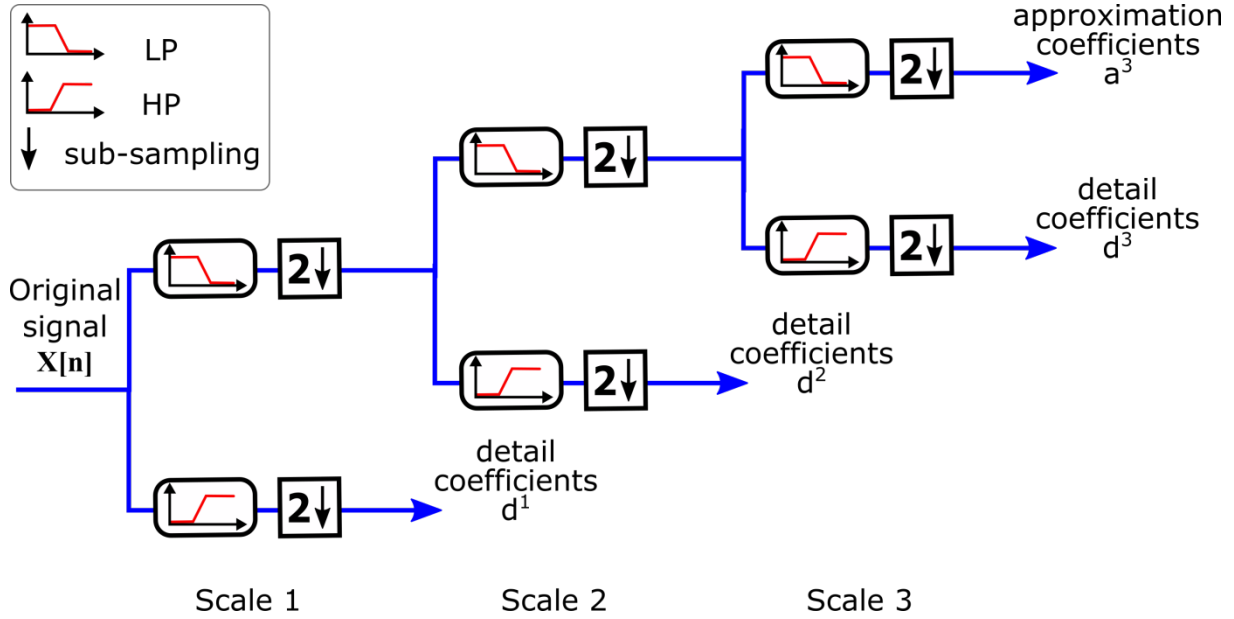 LP
HP
sub-sampling
approximation
coefficients
a³
2
2
detail
coefficients
d³
2
2
Original
signal
X[n]
2
detail
coefficients
d²
2
detail
coefficients
d¹
2
Scale 1
Scale 2
Scale 3